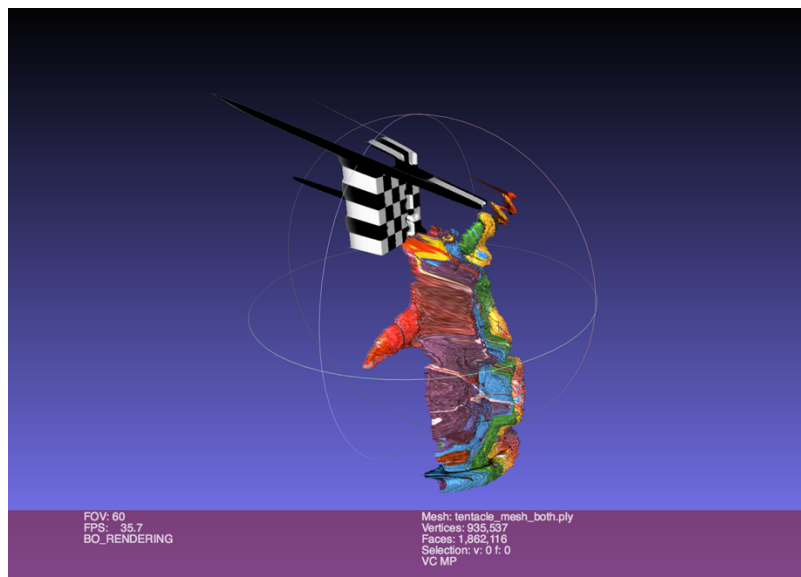 FOV: 60
FPS: 35.7
BO_RENDERING
Mesh: tentacle_mesh_both.ply
Vertices: 935,537
Faces: 1,862,116
Selection: v: 0 f: 0
VC MP